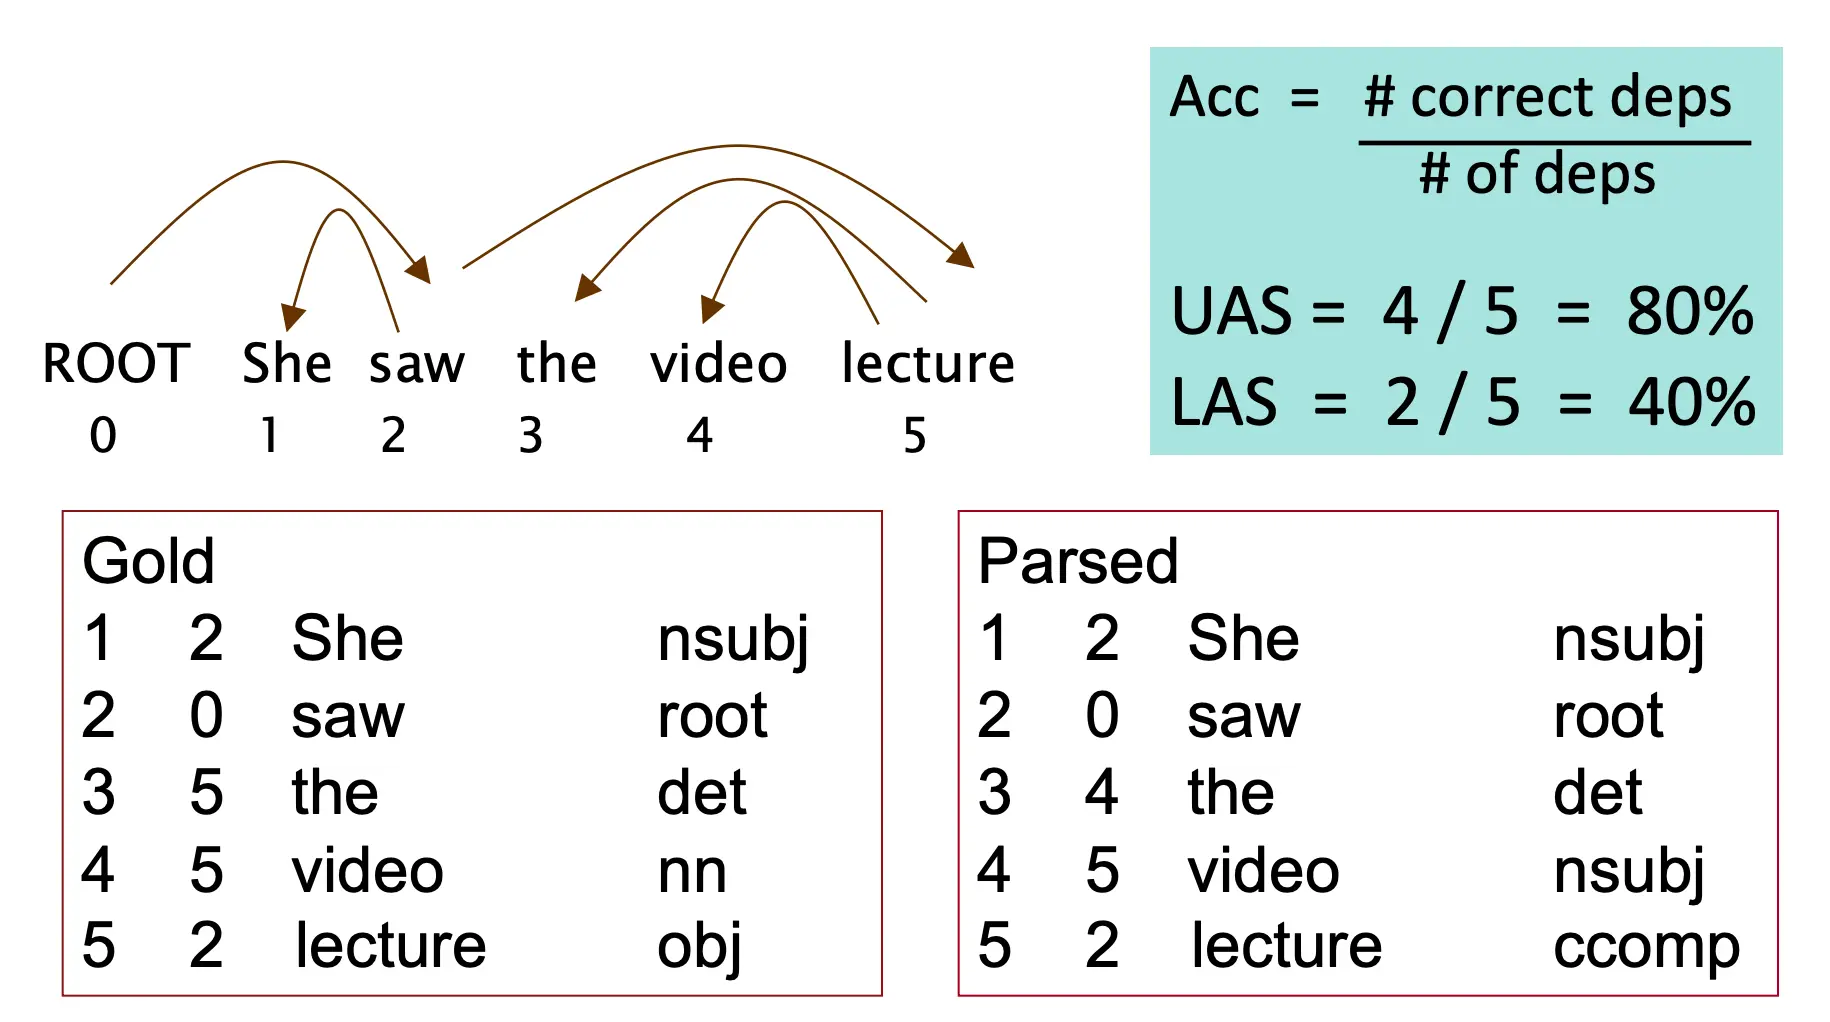 Acc = # correct deps
# of deps
UAS = 4 / 5 = 80%
LAS = 2 / 5 = 40%
ROOT She saw the video lecture
0 1 2 3 4 5
Gold
1 2 She nsubj
2 0 saw root
3 5 the det
4 5 video nn
5 2 lecture obj
Parsed
1 2 She nsubj
2 0 saw root
3 4 the det
4 5 video nsubj
5 2 lecture ccomp